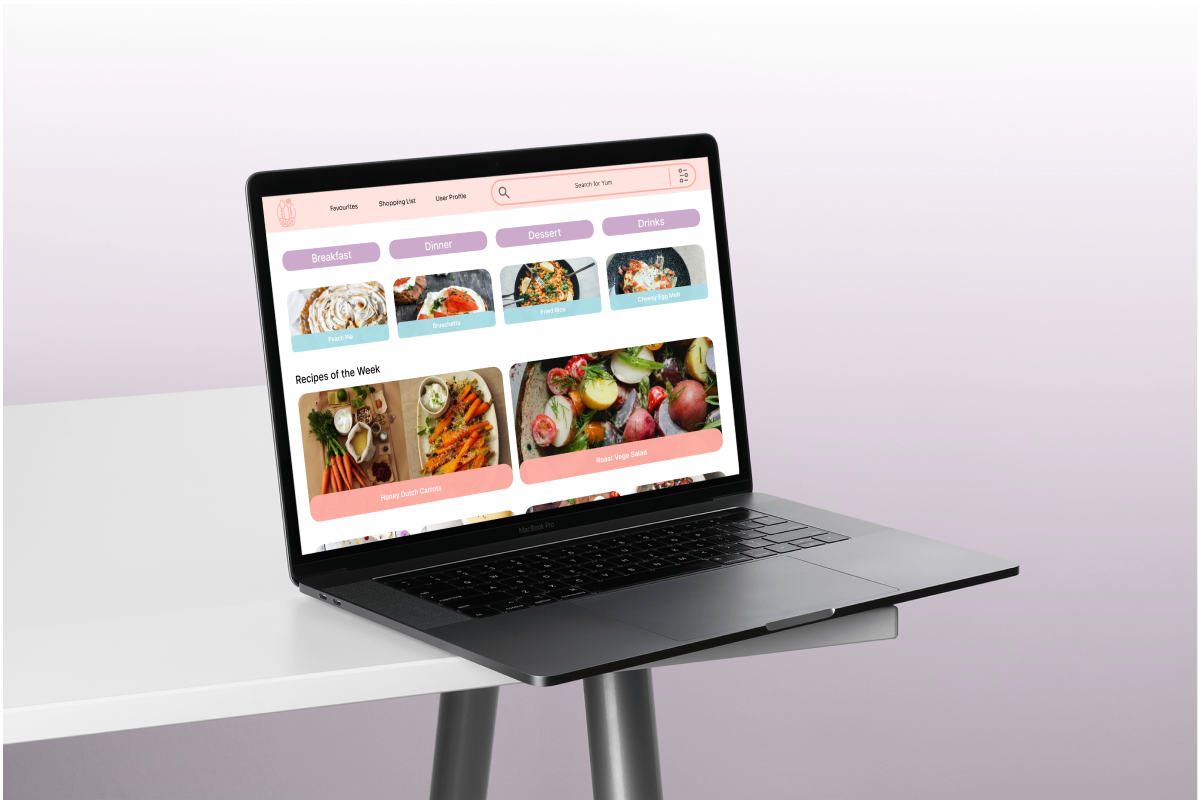 Favourites
Shopping List
User Profile
Search for Yum
Breakfast
Dinner
Dessert
Drinks
Peach Pie
Bruschetta
Fried Rice
Cheesy Egg Melt
Recipes of the Week
Honey Dutch Carrots
Roast Vege Salad
MacBook Pro